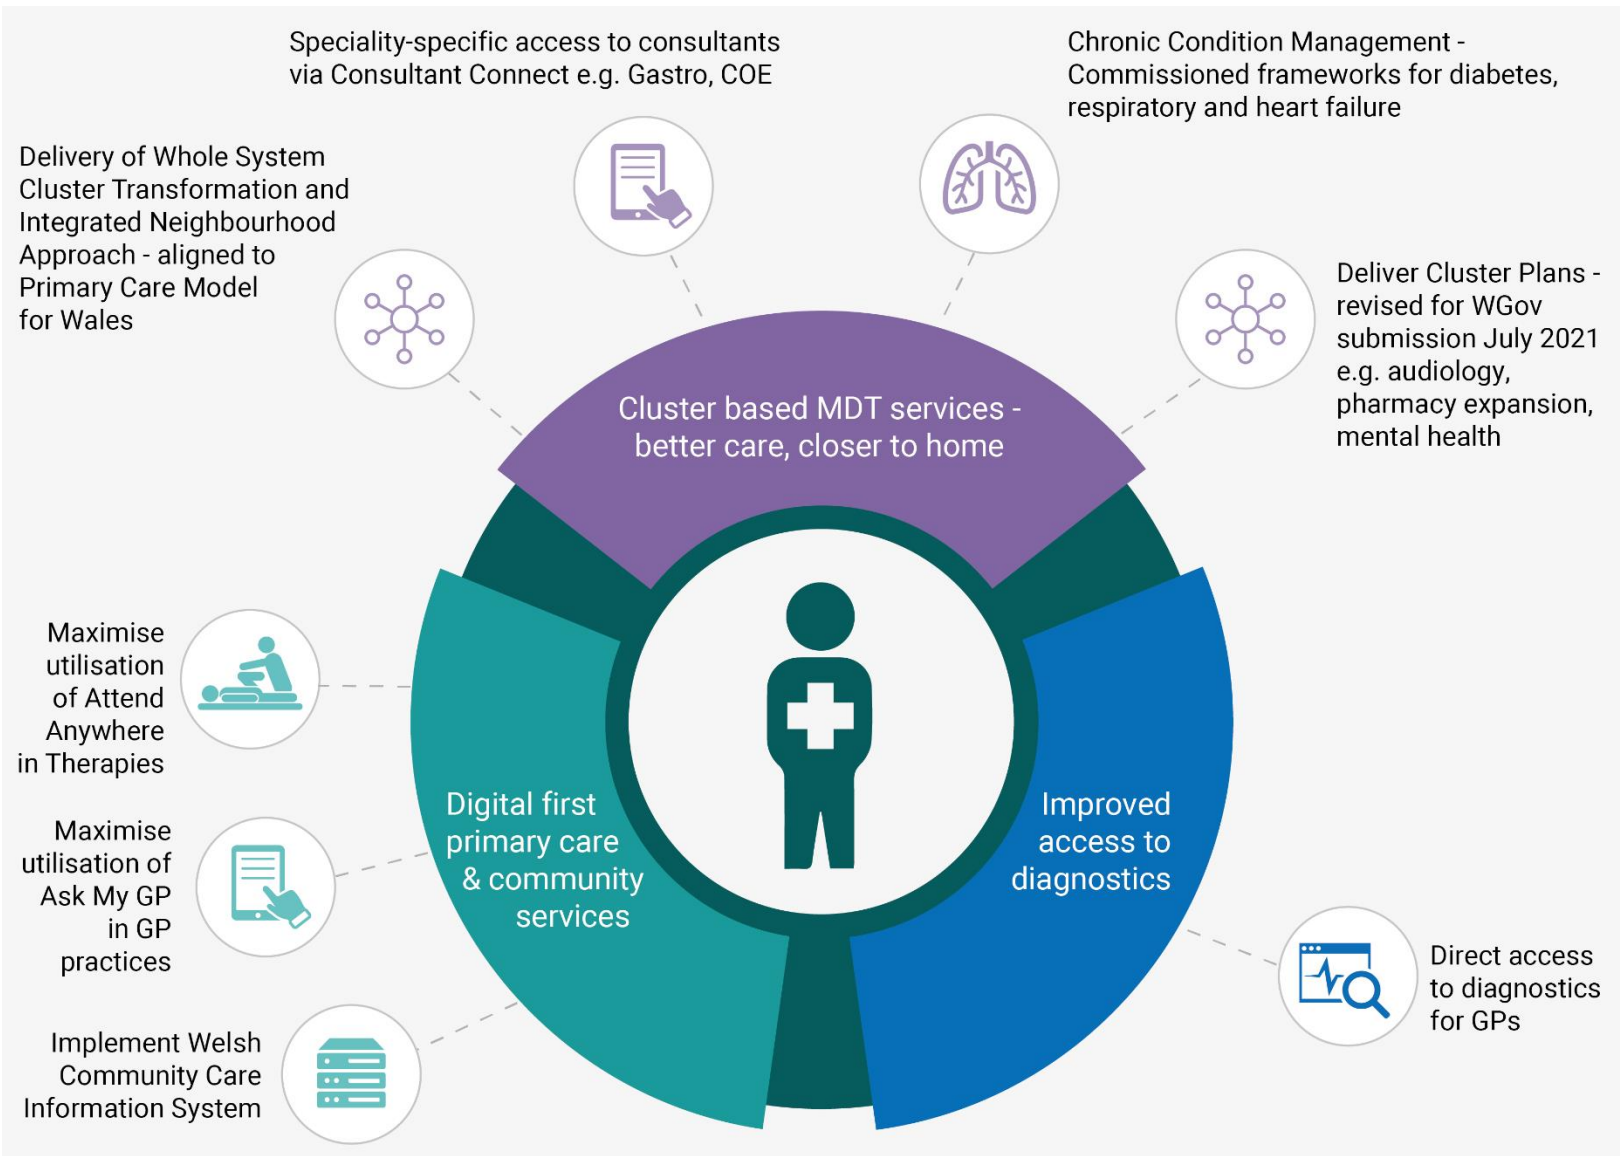 Speciality-specific access to consultants
via Consultant Connect e.g. Gastro, COE
Chronic Condition Management -
Commissioned frameworks for diabetes,
respiratory and heart failure
Delivery of Whole System
Cluster Transformation and
Integrated Neighbourhood
Approach - aligned to
Primary Care Model
for Wales
Deliver Cluster Plans -
revised for WGov
submission July 2021
e.g. audiology,
pharmacy expansion,
mental health
Cluster based MDT services -
better care, closer to home
Maximise
utilisation
of Attend
Anywhere
in Therapies
Maximise
utilisation of
Ask My GP
in GP
practices
Implement Welsh
Community Care
Information System
Digital first
primary care
& community
services
Improved
access to
diagnostics
Direct access
to diagnostics
for GPs